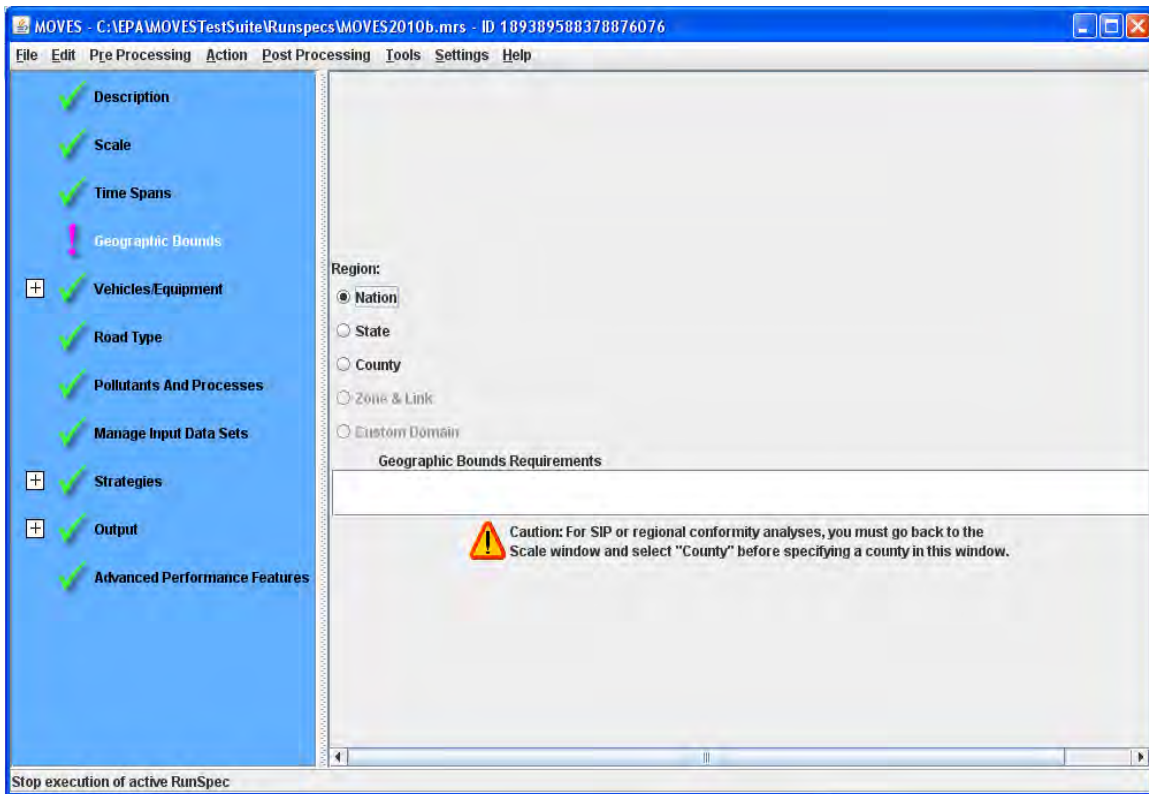 MOVES - C:\EPA\MOVESTestSuite\Runspecs\MOVES2010b.mrs - ID 189389588378876076
File Edit Pre Processing Action Post Processing Tools Settings Help
Description
Scale
Time Spans
Geographic Bounds
Vehicles/Equipment
Road Type
Pollutants And Processes
Manage Input Data Sets
Strategies
Output
Advanced Performance Features
Region:
Nation
State
County
Zone & Link
Custom Domain
Geographic Bounds Requirements
Caution: For SIP or regional conformity analyses, you must go back to the
Scale window and select "County" before specifying a county in this window.
Stop execution of active RunSpec